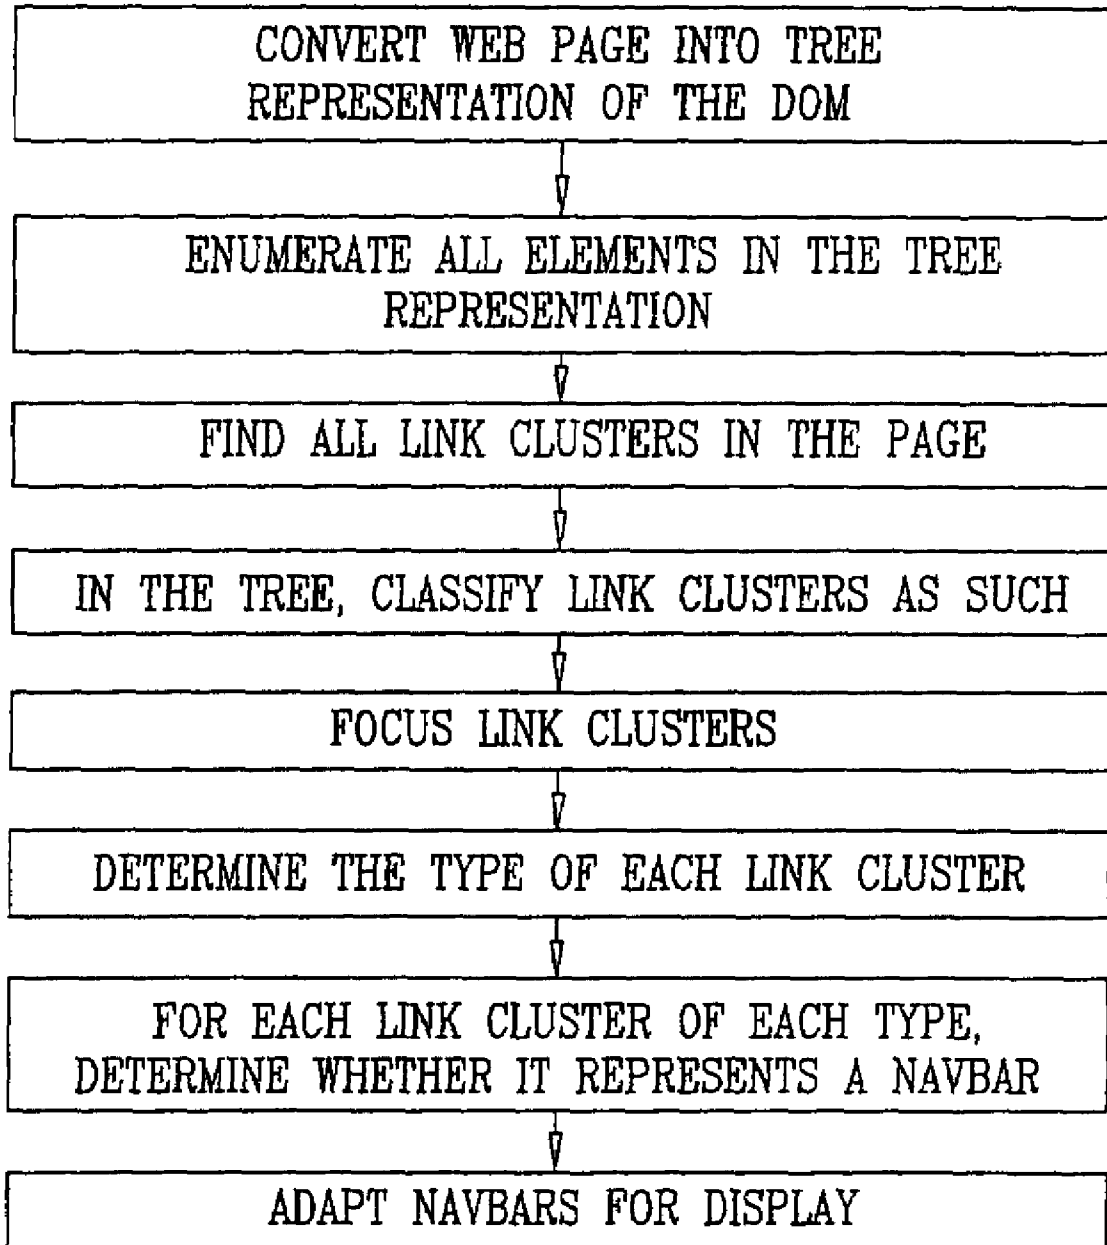 CONVERT WEB PAGE INTO TREE
REPRESENTATION OF THE DOM
ENUMERATE ALL ELEMENTS IN THE TREE
REPRESENTATION
FIND ALL LINK CLUSTERS IN THE PAGE
IN THE TREE, CLASSIFY LINK CLUSTERS AS SUCH
FOCUS LINK CLUSTERS
DETERMINE THE TYPE OF EACH LINK CLUSTER
FOR EACH LINK CLUSTER OF EACH TYPE,
DETERMINE WHETHER IT REPRESENTS A NAVBAR
ADAPT NAVBARS FOR DISPLAY